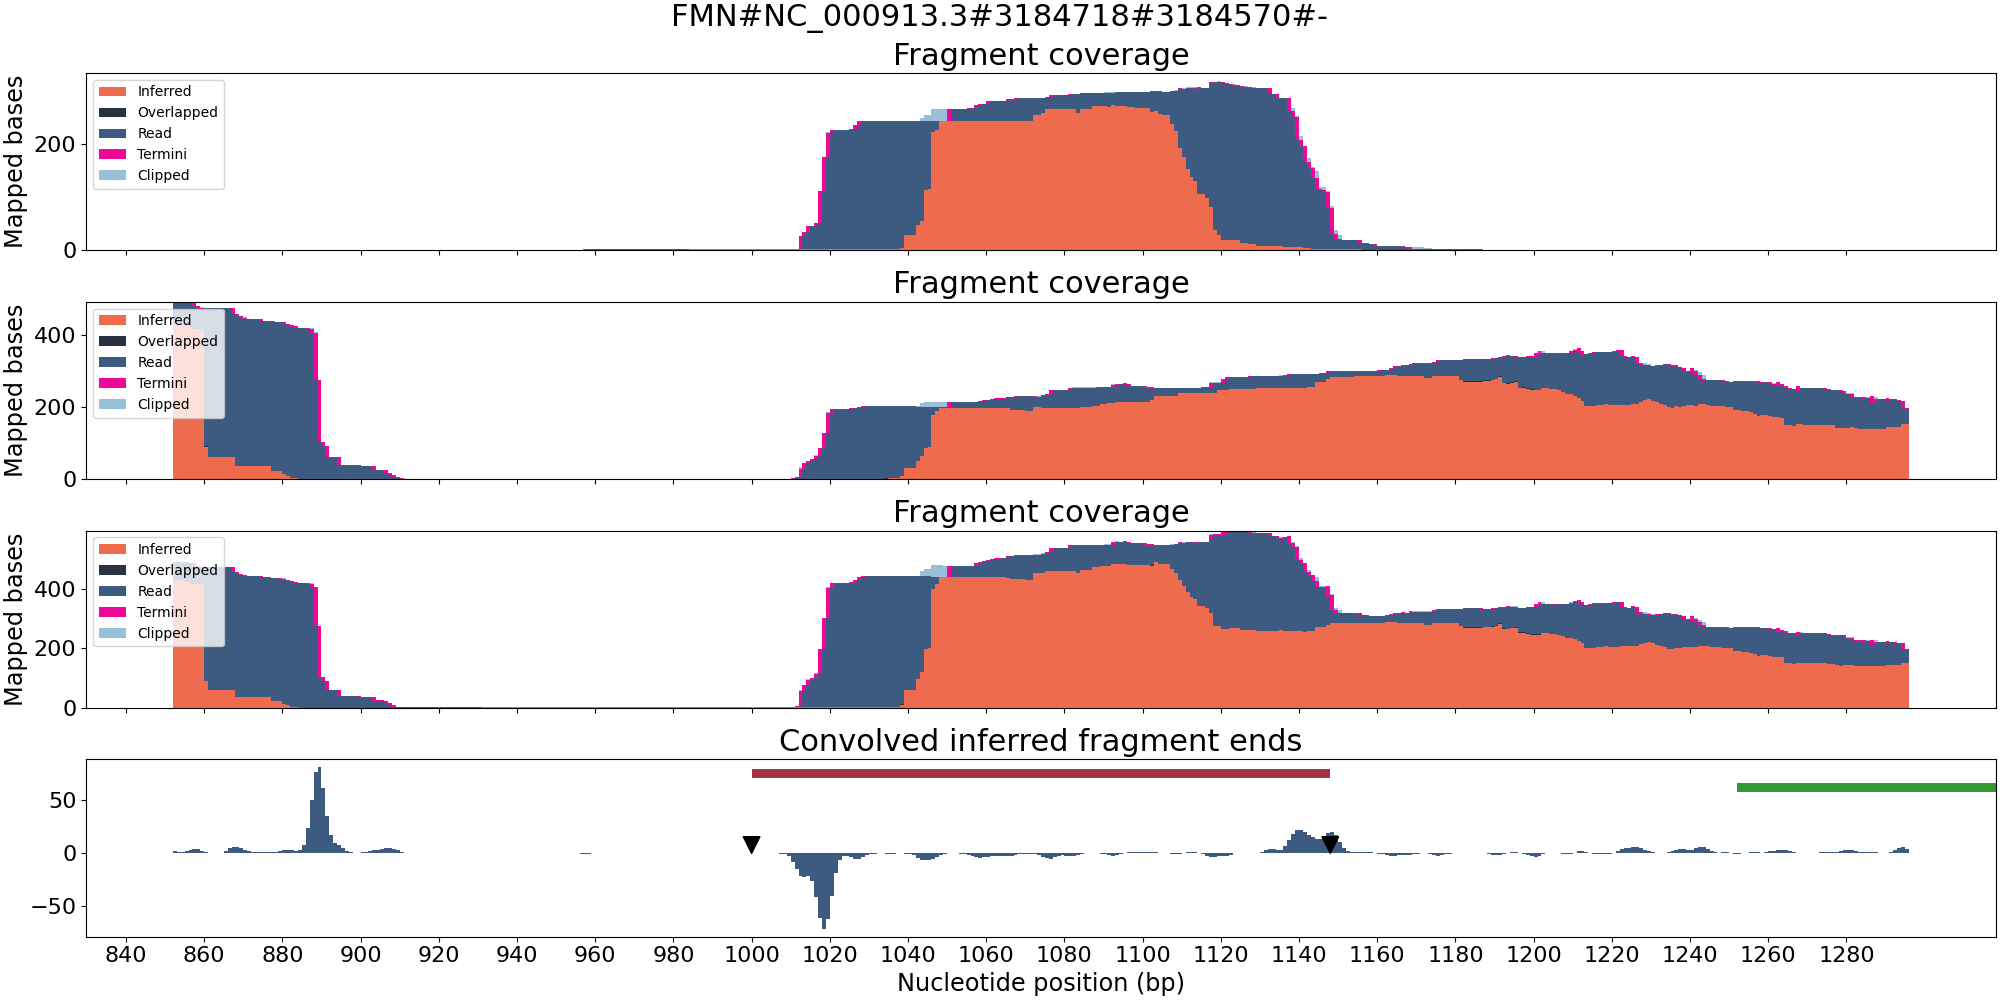 FMN#NC_000913.3#3184718#3184570#-
Fragment coverage
Mapped bases
200
0
Inferred
Overlapped
Read
Termini
Clipped
Fragment coverage
Mapped bases
400
200
0
Inferred
Overlapped
Read
Termini
Clipped
Fragment coverage
Mapped bases
400
200
0
Inferred
Overlapped
Read
Termini
Clipped
Convolved inferred fragment ends
50
0
−50
840 860 880 900 920 940 960 980 1000 1020 1040 1060 1080 1100 1120 1140 1160 1180 1200 1220 1240 1260 1280
Nucleotide position (bp)